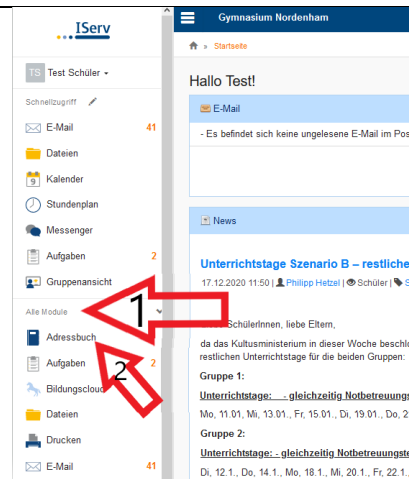 IServ
Gymnasium Nordenham
» Startseite
TS Test Schüler
Hallo Test!
Schnellzugriff
E-Mail 41
Dateien
9 Kalender
Stundenplan
Messenger
Aufgaben 2
Gruppenansicht
Alle Module
Adressbuch
Aufgaben 2
Bildungscloud
Dateien
Drucken
E-Mail 41
1
2
E-Mail
- Es befindet sich keine ungelesene E-Mail im Pos
News
Unterrichtstage Szenario B – restliche
17.12.2020 11:50 | Philipp Hetzel | Schüler | S
SchülerInnen, liebe Eltern,
da das Kultusministerium in dieser Woche beschlo
restlichen Unterrichtstage für die beiden Gruppen:
Gruppe 1:
Unterrichtstage: - gleichzeitig Notbetreuungs
Mo, 11.01, Mi, 13.01., Fr, 15.01., Di, 19.01., Do, 2
Gruppe 2:
Unterrichtstage: - gleichzeitig Notbetreuungste
Di, 12.1., Do, 14.1., Mo, 18.1., Mi, 20.1., Fr, 22.1.,